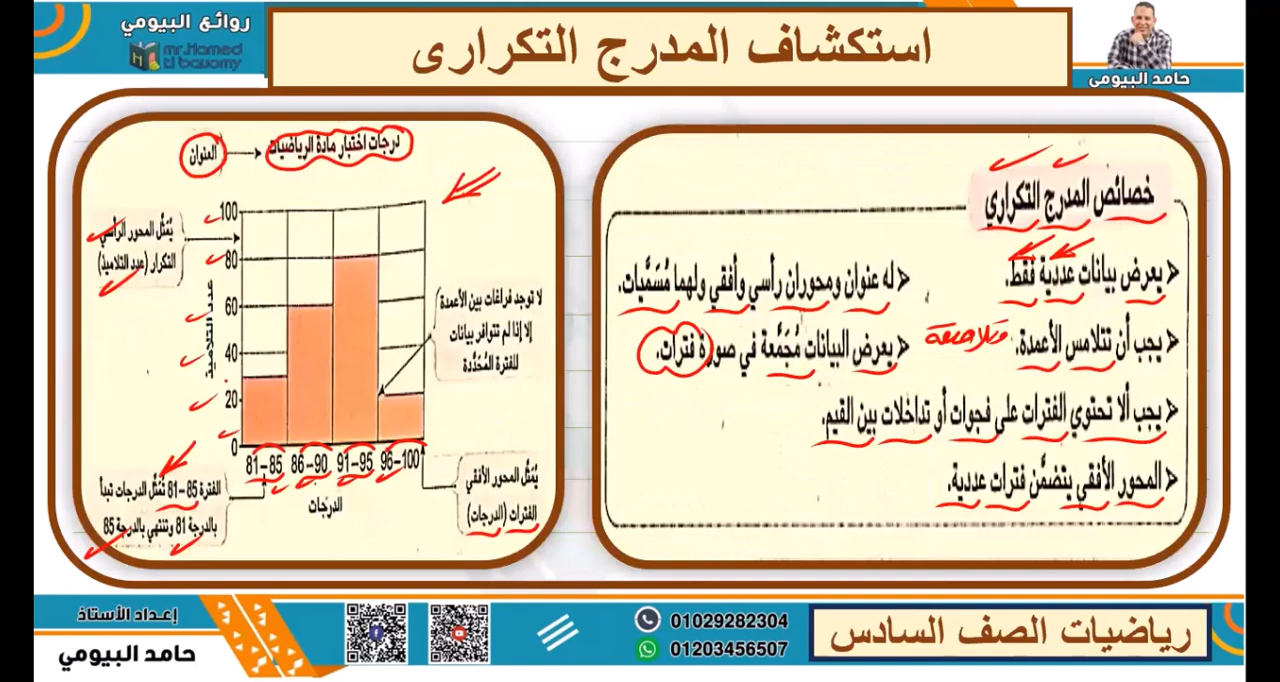 روائع البيومي
mr.Hamed
El bayomy
استكشاف المدرج التكرارى
حامد البيومى
خصائص المدرج التكراري
يعرض بيانات عددية فقط.
له عنوان ومحوران رأسي وأفقي ولهما مُسَمَّيات.
يجب أن تتلامس الأعمدة. متلاصقة
يعرض البيانات مُجَمَّعة في صورة فترات.
يجب ألا تحتوي الفترات على فجوات أو تداخلات بين القيم.
المحور الأفقي يتضمَّن فترات عددية.
العنوان
درجات اختبار مادة الرياضيات
يُمثِّل المحور الرأسي
التكرار (عدد التلاميذ)
عدد التلاميذ
100
80
60
40
20
0
لا توجد فراغات بين الأعمدة
إلا إذا لم تتوافر بيانات
للفترة المُحَدَّدة
81–85 86–90 91–95 96–100
الدرجات
الفترة 85–81 تُمثِّل الدرجات تبدأ
بالدرجة 81 وتنتهي بالدرجة 85
يُمثِّل المحور الأفقي
الفترات (الدرجات)
رياضيات الصف السادس
01029282304
01203456507
إعداد الأستاذ
حامد البيومي